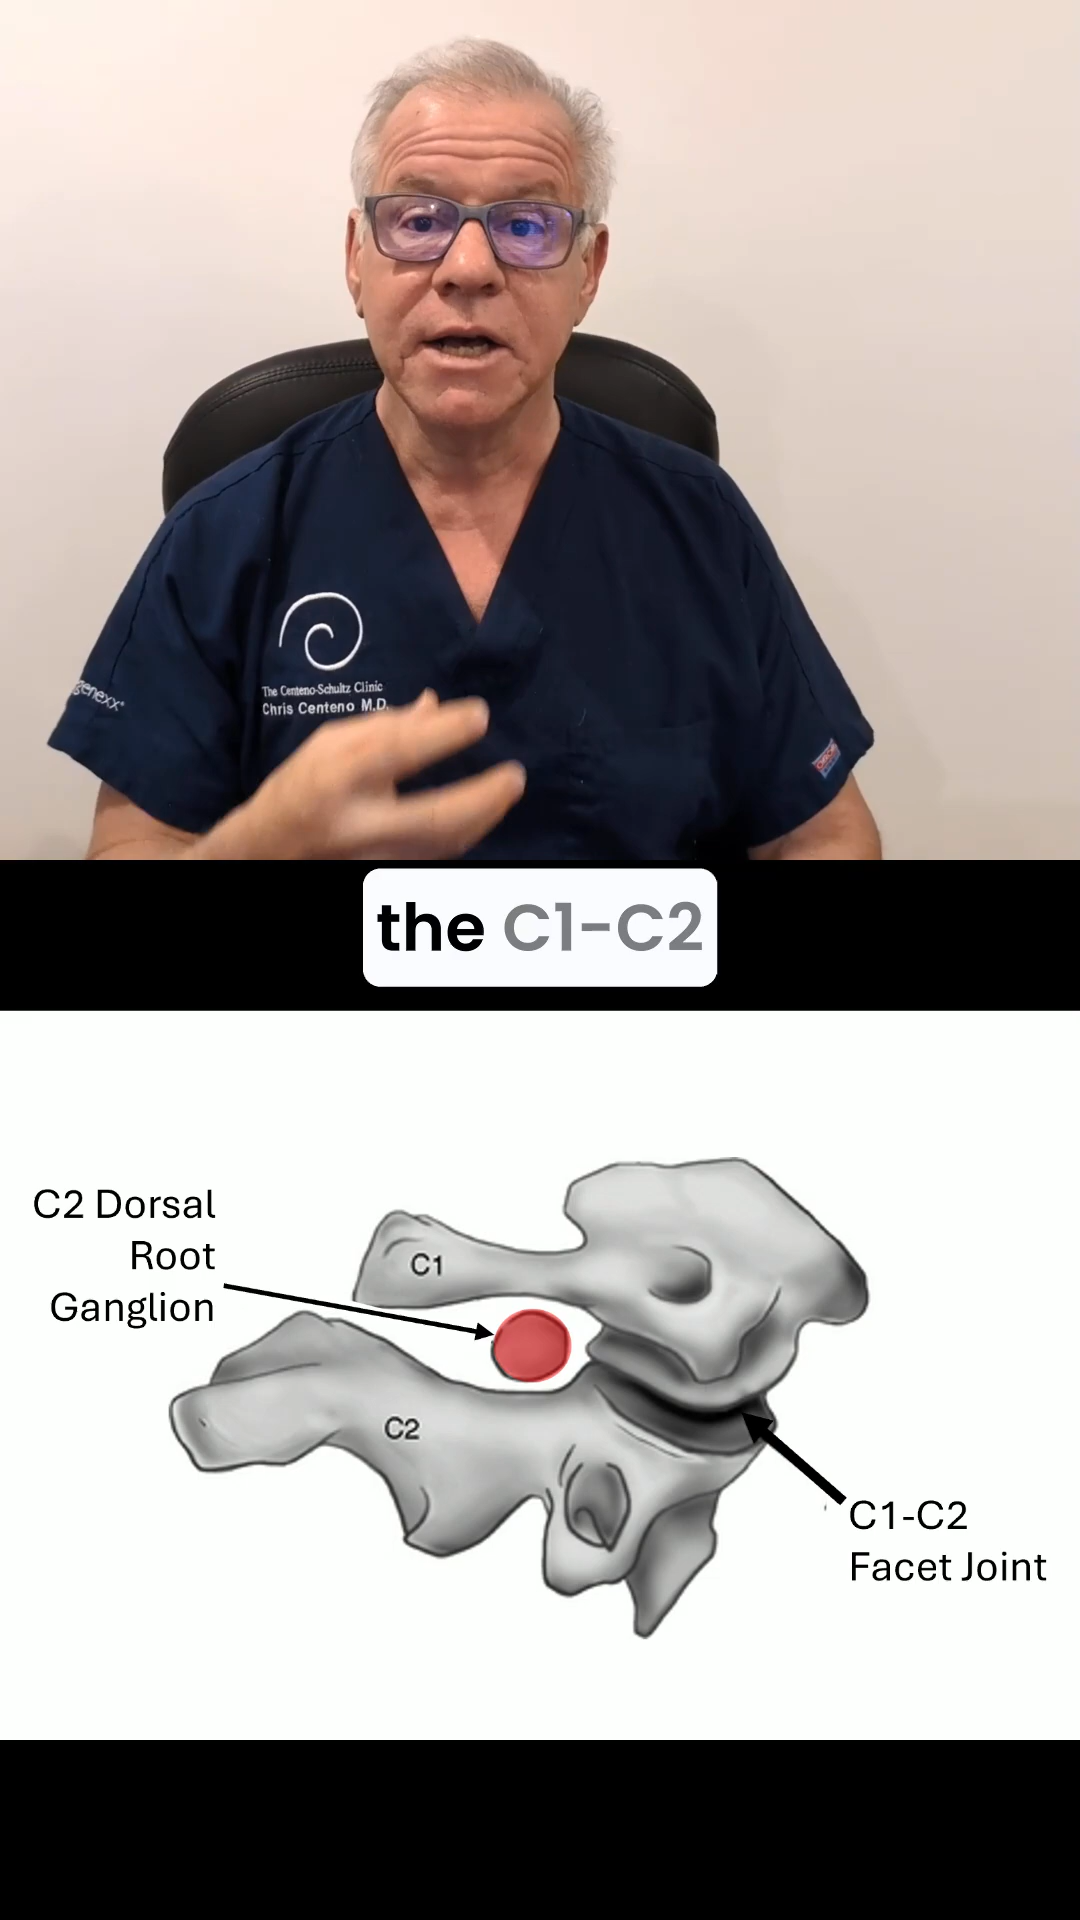 genexx®
The Centeno-Schultz Clinic
Chris Centeno M.D.
the C1-C2
C2 Dorsal
Root
Ganglion
C1
C2
C1-C2
Facet Joint